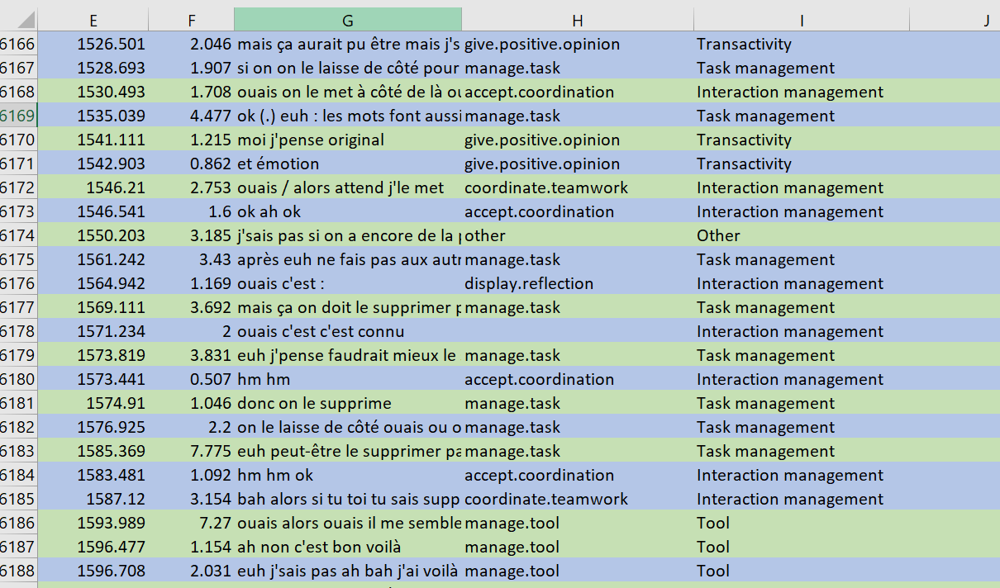 E F G H I J
6166 1526.501 2.046 mais ça aurait pu être mais j's give.positive.opinion Transactivity
6167 1528.693 1.907 si on on le laisse de côté pour manage.task Task management
6168 1530.493 1.708 ouais on le met à côté de là ou accept.coordination Interaction management
6169 1535.039 4.477 ok (.) euh : les mots font aussi manage.task Task management
6170 1541.111 1.215 moi j'pense original give.positive.opinion Transactivity
6171 1542.903 0.862 et émotion give.positive.opinion Transactivity
6172 1546.21 2.753 ouais / alors attend j'le met coordinate.teamwork Interaction management
6173 1546.541 1.6 ok ah ok accept.coordination Interaction management
6174 1550.203 3.185 j'sais pas si on a encore de la other Other
6175 1561.242 3.43 après euh ne fais pas aux autr manage.task Task management
6176 1564.942 1.169 ouais c'est : display.reflection Interaction management
6177 1569.111 3.692 mais ça on doit le supprimer p manage.task Task management
6178 1571.234 2 ouais c'est c'est connu Interaction management
6179 1573.819 3.831 euh j'pense faudrait mieux le manage.task Task management
6180 1573.441 0.507 hm hm accept.coordination Interaction management
6181 1574.91 1.046 donc on le supprime manage.task Task management
6182 1576.925 2.2 on le laisse de côté ouais ou o manage.task Task management
6183 1585.369 7.775 euh peut-être le supprimer pa manage.task Task management
6184 1583.481 1.092 hm hm ok accept.coordination Interaction management
6185 1587.12 3.154 bah alors si tu toi tu sais supp coordinate.teamwork Interaction management
6186 1593.989 7.27 ouais alors ouais il me semble manage.tool Tool
6187 1596.477 1.154 ah non c'est bon voilà manage.tool Tool
6188 1596.708 2.031 euh j'sais pas ah bah j'ai voilà manage.tool Tool